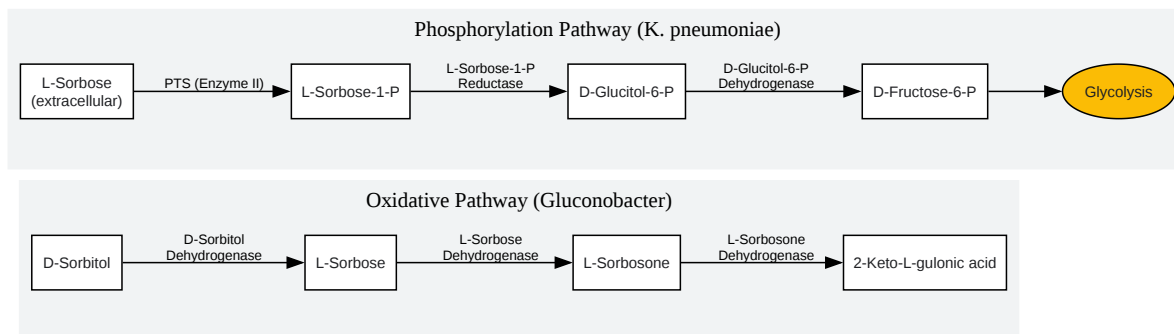 Phosphorylation Pathway (K. pneumoniae)
L-Sorbose
(extracellular)
PTS (Enzyme II)
L-Sorbose-1-P
L-Sorbose-1-P
Reductase
D-Glucitol-6-P
D-Glucitol-6-P
Dehydrogenase
D-Fructose-6-P
Glycolysis
Oxidative Pathway (Gluconobacter)
D-Sorbitol
D-Sorbitol
Dehydrogenase
L-Sorbose
L-Sorbose
Dehydrogenase
L-Sorbosone
L-Sorbosone
Dehydrogenase
2-Keto-L-gulonic acid